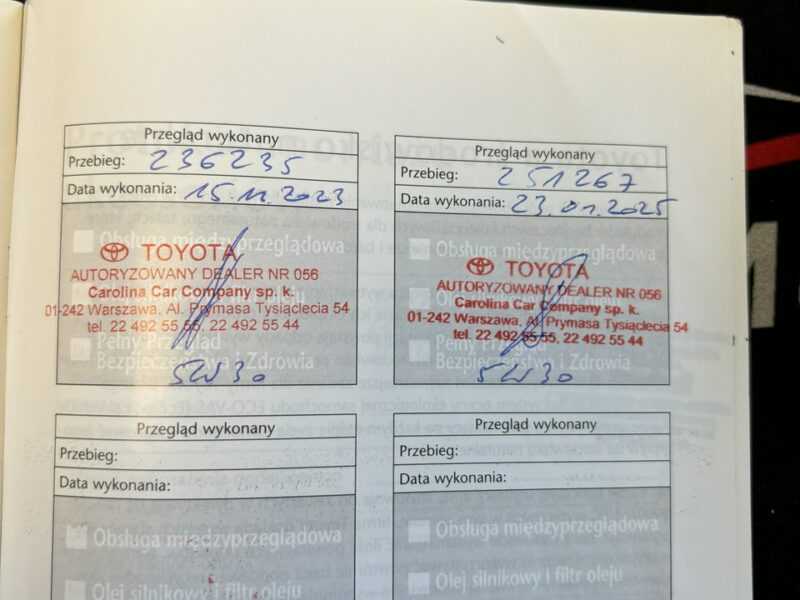 Przegląd wykonany
Przebieg: 236235
Data wykonania: 15.11.2023
Obsługa międzyprzeglądowa
TOYOTA
AUTORYZOWANY DEALER NR 056
Carolina Car Company sp. k.
01-242 Warszawa, Al. Prymasa Tysiąclecia 54
tel. 22 492 55 55, 22 492 55 44
Pełny Przegląd
Bezpieczeństwa i Zdrowia
5W30
Przegląd wykonany
Przebieg: 251267
Data wykonania: 23.01.2025
Obsługa międzyprzeglądowa
TOYOTA
AUTORYZOWANY DEALER NR 056
Carolina Car Company sp. k.
01-242 Warszawa, Al. Prymasa Tysiąclecia 54
tel. 22 492 55 55, 22 492 55 44
Pełny Przegląd
Bezpieczeństwa i Zdrowia
5W30
Przegląd wykonany
Przebieg:
Data wykonania:
Obsługa międzyprzeglądowa
Olej silnikowy i filtr oleju
Przegląd wykonany
Przebieg:
Data wykonania:
Obsługa międzyprzeglądowa
Olej silnikowy i filtr oleju